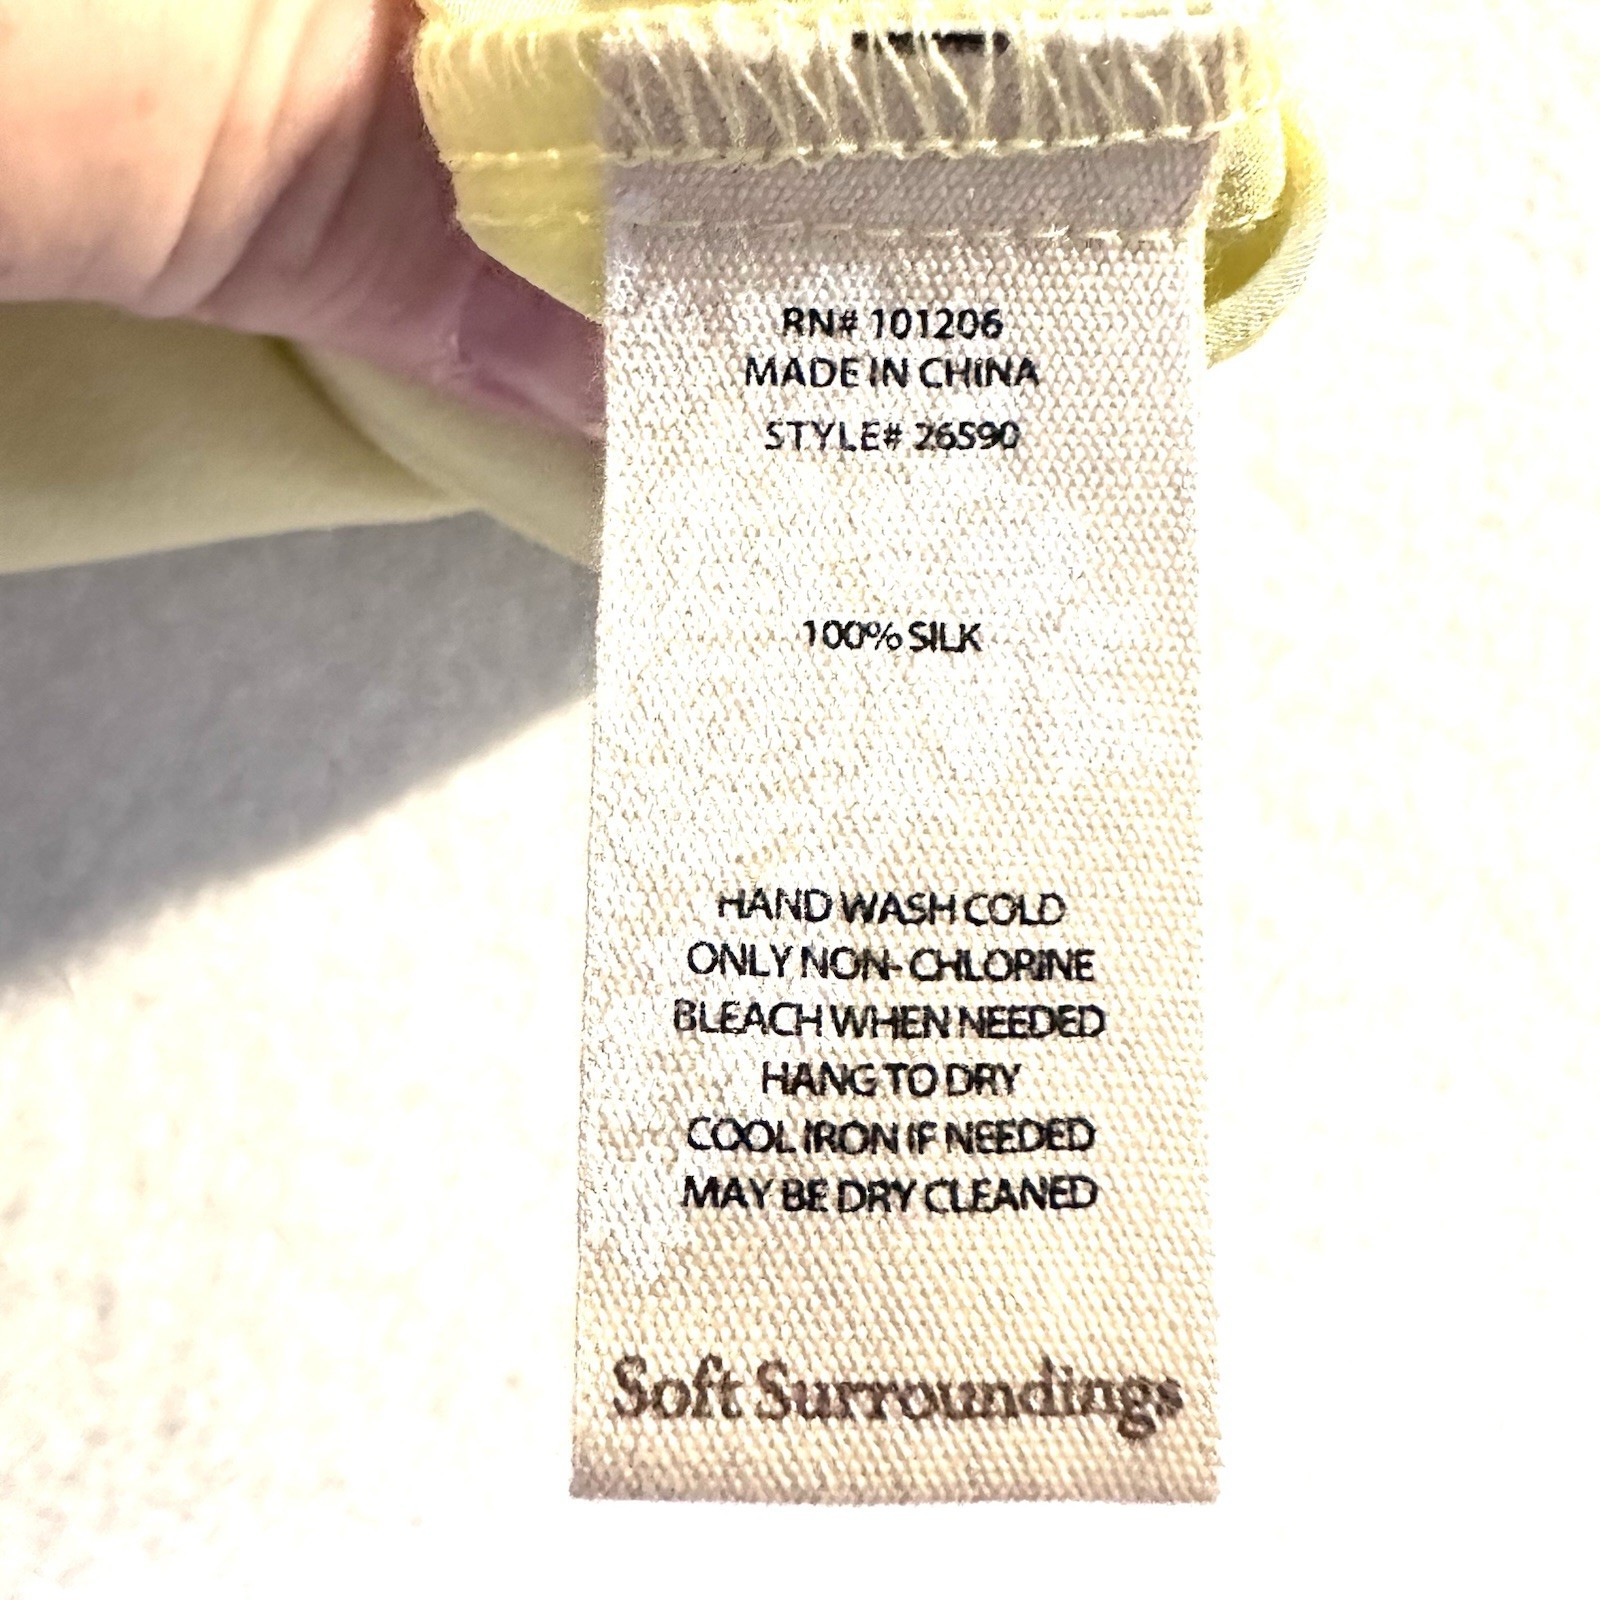 RN# 101206
MADE IN CHINA
STYLE# 26590
100% SILK
HAND WASH COLD
ONLY NON-CHLORINE
BLEACH WHEN NEEDED
HANG TO DRY
COOL IRON IF NEEDED
MAY BE DRY CLEANED
Soft Surroundings